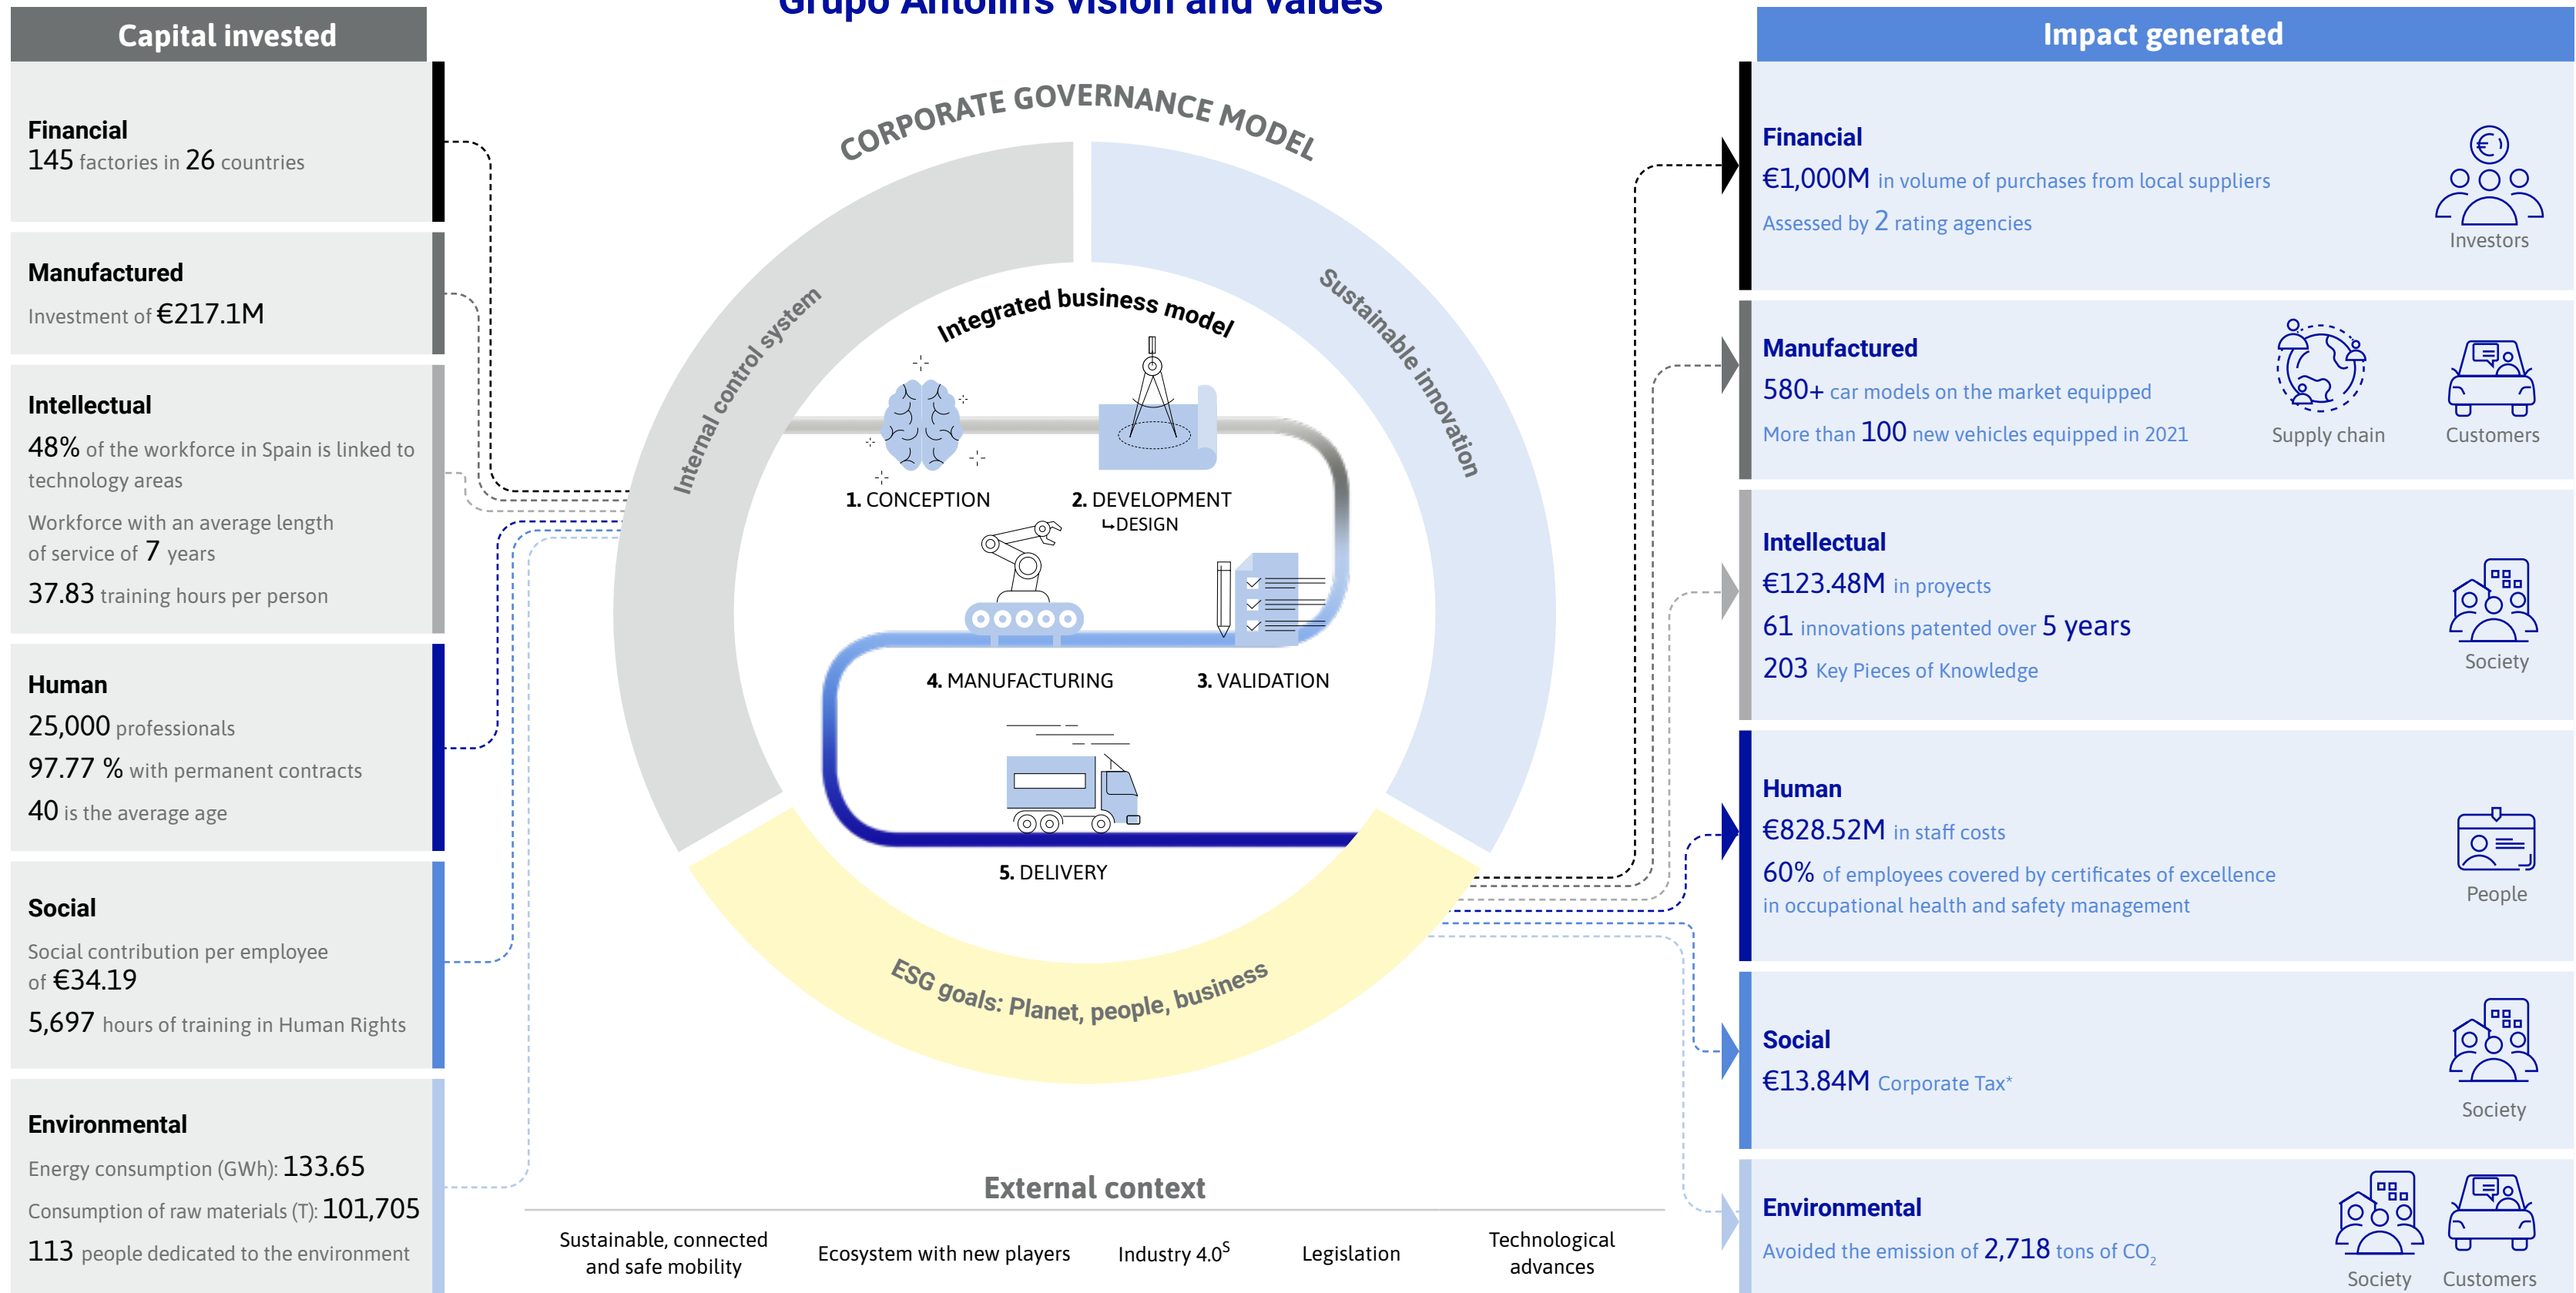 Grupo Antolin's vision and values
Capital invested
Financial
145 factories in 26 countries
Manufactured
Investment of €217.1M
Intellectual
48% of the workforce in Spain is linked to
technology areas
Workforce with an average length
of service of 7 years
37.83 training hours per person
Human
25,000 professionals
97.77 % with permanent contracts
40 is the average age
Social
Social contribution per employee
of €34.19
5,697 hours of training in Human Rights
Environmental
Energy consumption (GWh): 133.65
Consumption of raw materials (T): 101,705
113 people dedicated to the environment
CORPORATE GOVERNANCE MODEL
Internal control system
Sustainable innovation
Integrated business model
1. CONCEPTION
2. DEVELOPMENT
↳DESIGN
4. MANUFACTURING
3. VALIDATION
5. DELIVERY
ESG goals: Planet, people, business
External context
Sustainable, connected
and safe mobility
Ecosystem with new players
Industry 4.0S
Legislation
Technological
advances
Impact generated
Financial
€1,000M in volume of purchases from local suppliers
Assessed by 2 rating agencies
Investors
Manufactured
580+ car models on the market equipped
More than 100 new vehicles equipped in 2021
Supply chain
Customers
Intellectual
€123.48M in proyects
61 innovations patented over 5 years
203 Key Pieces of Knowledge
Society
Human
€828.52M in staff costs
60% of employees covered by certificates of excellence
in occupational health and safety management
People
Social
€13.84M Corporate Tax*
Society
Environmental
Avoided the emission of 2,718 tons of CO2
Society
Customers